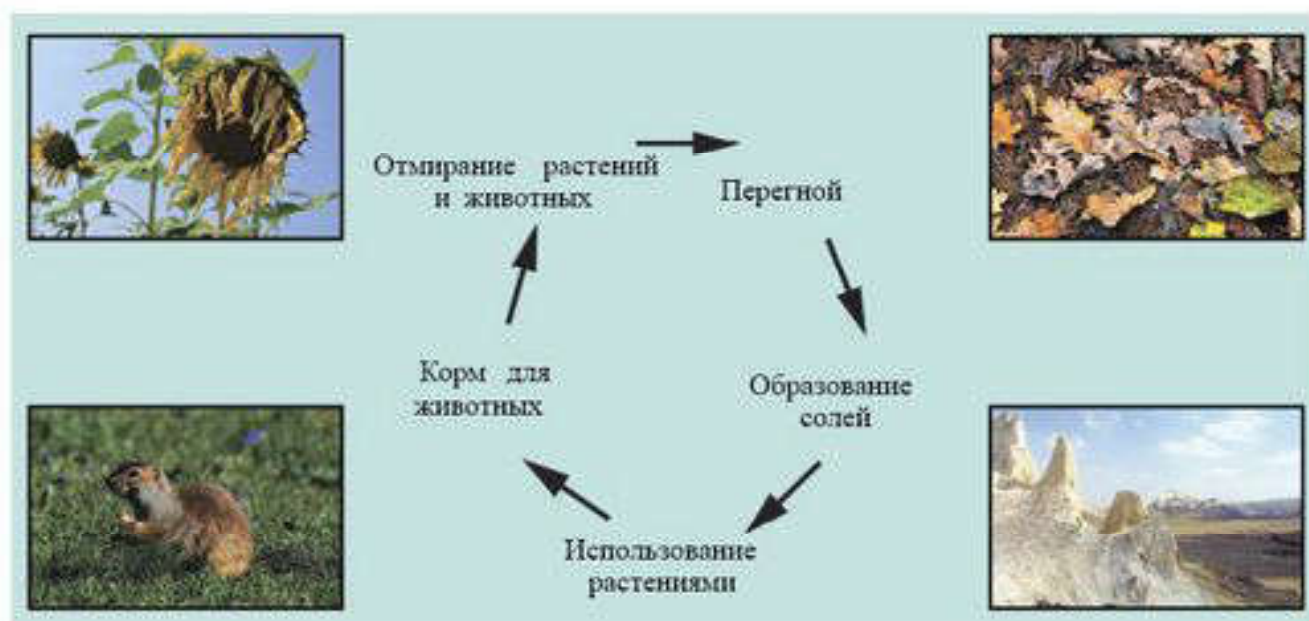 Отмирание растений
и животных
Перегной
Корм для
животных
Образование
солей
Использование
растениями